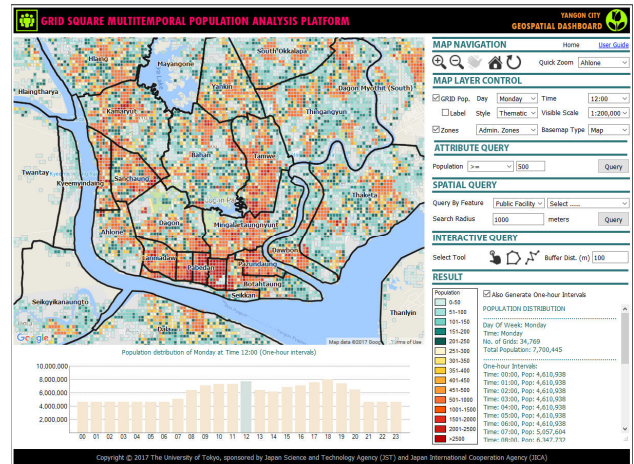 GRID SQUARE MULTITEMPORAL POPULATION ANALYSIS PLATFORM
YANGON CITY
GEOSPATIAL DASHBOARD
Hlaing
Mayangone
South Okkalapa
Yankin
Dagon Myothit (South)
Hlaingtharya
Kamaryut
Thingangyun
Bahan
Tamwe
Twantay
Kyeemyindaing
Sanchaung
Thaketa
Ahlone
Dagon
Mingalartaungnyunt
Dawbon
Lanmadaw
Pabedan
Pazundaung
Botahtaung
Seikkan
Seikgyikanaungto
Dala
Thanlyin
Google
Map data ©2017 Google
Terms of Use
Population distribution of Monday at Time 12:00 (One-hour intervals)
10,000,000
8,000,000
6,000,000
4,000,000
2,000,000
00 01 02 03 04 05 06 07 08 09 10 11 12 13 14 15 16 17 18 19 20 21 22 23
MAP NAVIGATION Home User Guide
Quick Zoom Ahlone
MAP LAYER CONTROL
GRID Pop. Day Monday Time 12:00
Label Style Thematic Visible Scale 1:200,000
Zones Admin. Zones Basemap Type Map
ATTRIBUTE QUERY
Population >= 500 Query
SPATIAL QUERY
Query By Feature Public Facility Select .....
Search Radius 1000 meters Query
INTERACTIVE QUERY
Select Tool Buffer Dist. (m) 100
RESULT
Population
0-50
51-100
101-150
151-200
201-250
251-300
301-350
351-400
401-450
451-500
501-1000
1001-1500
1501-2000
2001-2500
>2500
Also Generate One-hour Intervals
POPULATION DISTRIBUTION
Day Of Week: Monday
Time: Monday
No. of Grids: 34,769
Total Population: 7,700,445
One-hour Intervals:
Time: 00:00, Pop: 4,610,938
Time: 01:00, Pop: 4,610,938
Time: 02:00, Pop: 4,610,938
Time: 03:00, Pop: 4,610,938
Time: 04:00, Pop: 4,610,938
Time: 05:00, Pop: 4,610,938
Time: 06:00, Pop: 4,610,938
Time: 07:00, Pop: 5,057,604
Time: 08:00, Pop: 6,347,732
Copyright © 2017 The University of Tokyo, sponsored by Japan Science and Technology Agency (JST) and Japan International Cooperation Agency (JICA)